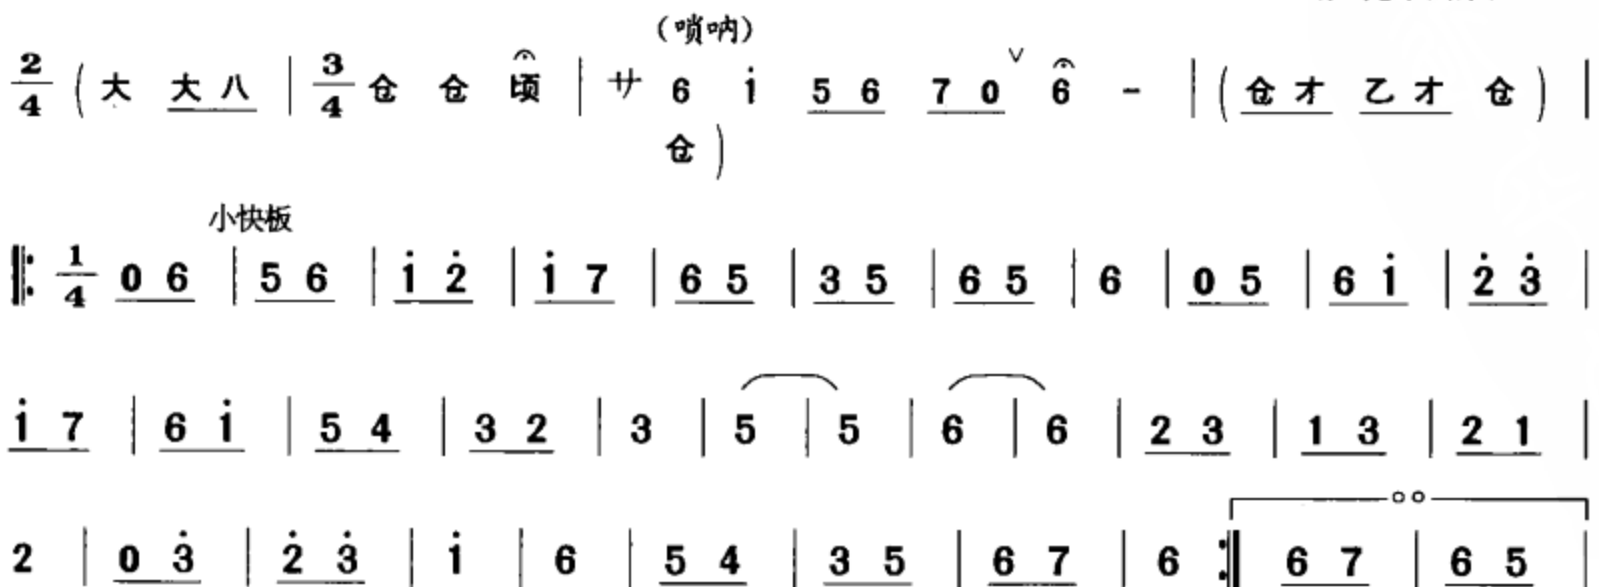 (唢呐)
2/4 ( 大 大 八 | 3/4 仓 仓 顷 | サ 6 i̇ 5 6 7 0 ∨ 6 - | ( 仓 才 乙 才 仓 ) |
仓 )
小快板
‖: 1/4 0 6 | 5 6 | i̇ 2̇ | i̇ 7 | 6 5 | 3 5 | 6 5 | 6 | 0 5 | 6 i̇ | 2̇ 3̇ |
i̇ 7 | 6 i̇ | 5 4 | 3 2 | 3 | 5 | 5 | 6 | 6 | 2 3 | 1 3 | 2 1 |
2 | 0 3̇ | 2̇ 3̇ | i̇ | 6 | 5 4 | 3 5 | 6 7 | 6 :‖ 6 7 | 6 5 |